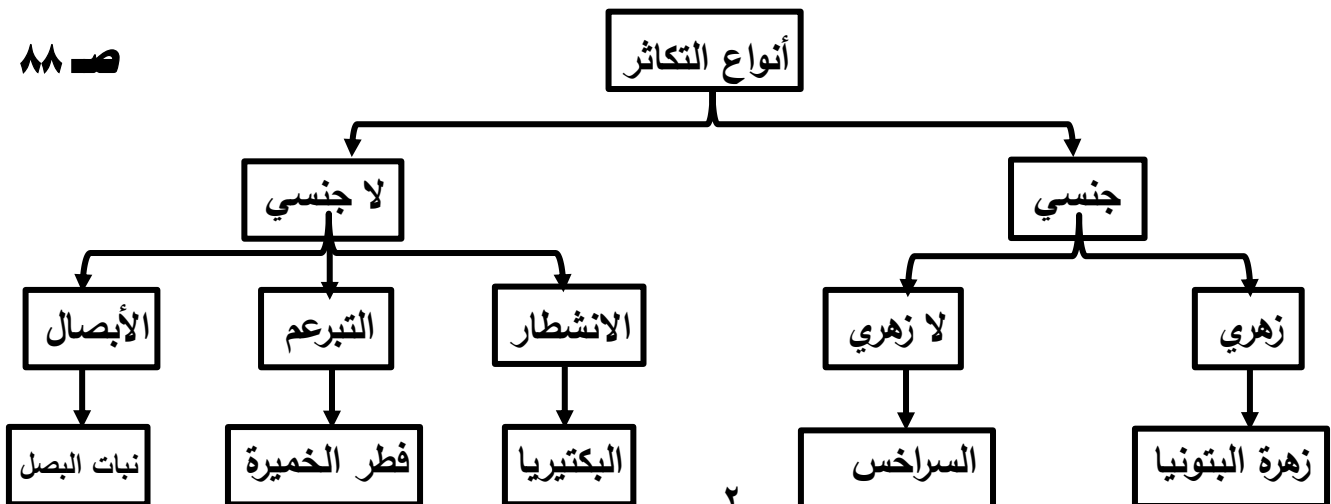 صـ ٨٨
أنواع التكاثر
جنسي
لا جنسي
زهري
لا زهري
الانشطار
التبرعم
الأبصال
زهرة البتونيا
السراخس
البكتيريا
فطر الخميرة
نبات البصل
٢